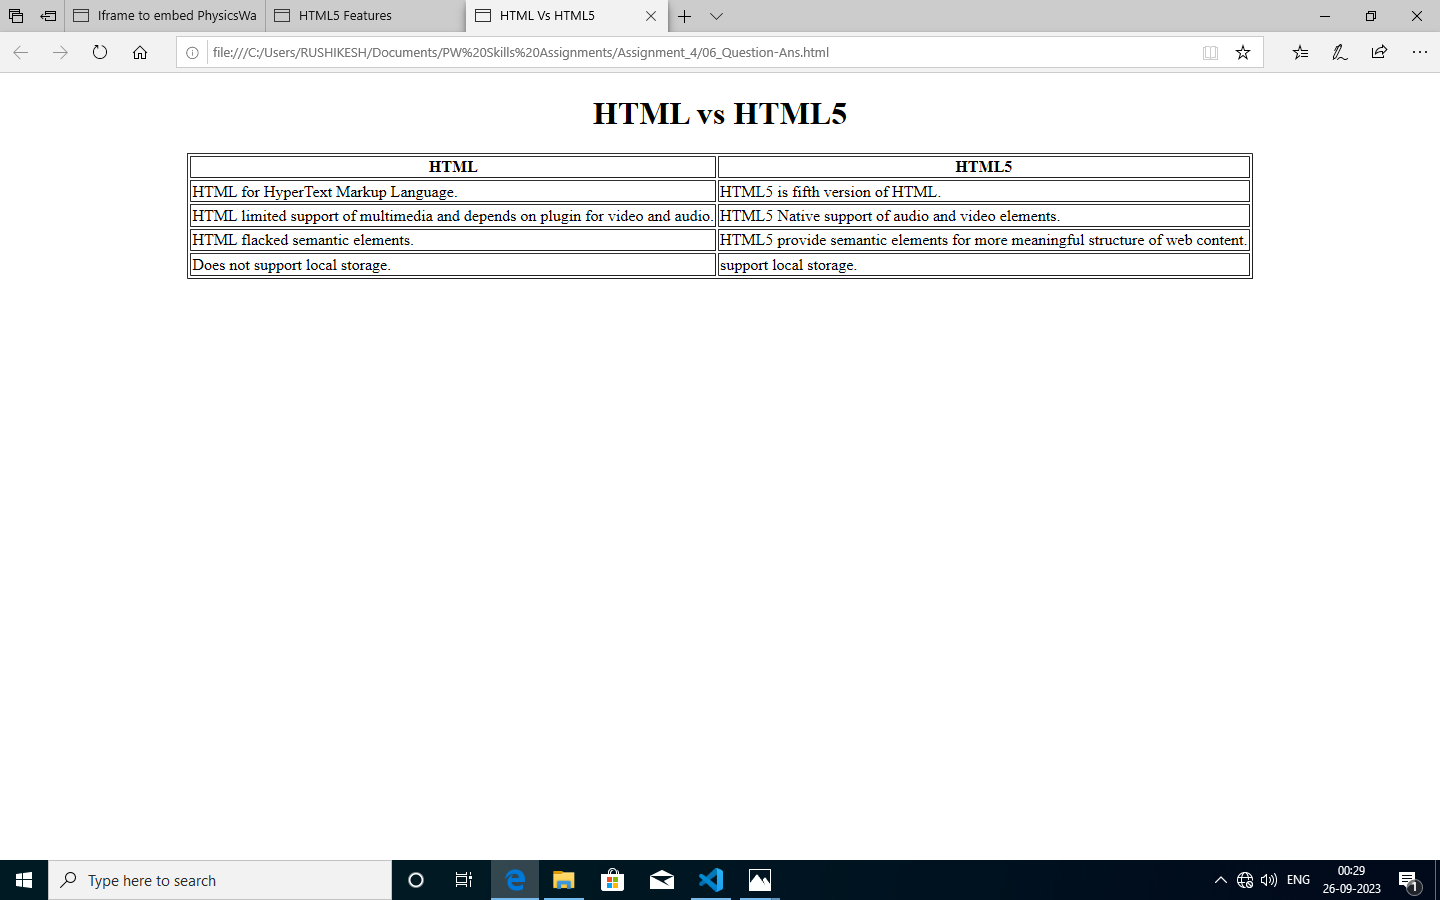 Iframe to embed PhysicsWa
HTML5 Features
HTML Vs HTML5
file:///C:/Users/RUSHIKESH/Documents/PW%20Skills%20Assignments/Assignment_4/06_Question-Ans.html
HTML vs HTML5
HTML HTML5
HTML for HyperText Markup Language. HTML5 is fifth version of HTML.
HTML limited support of multimedia and depends on plugin for video and audio. HTML5 Native support of audio and video elements.
HTML flacked semantic elements. HTML5 provide semantic elements for more meaningful structure of web content.
Does not support local storage. support local storage.
Type here to search
ENG
00:29
26-09-2023
1